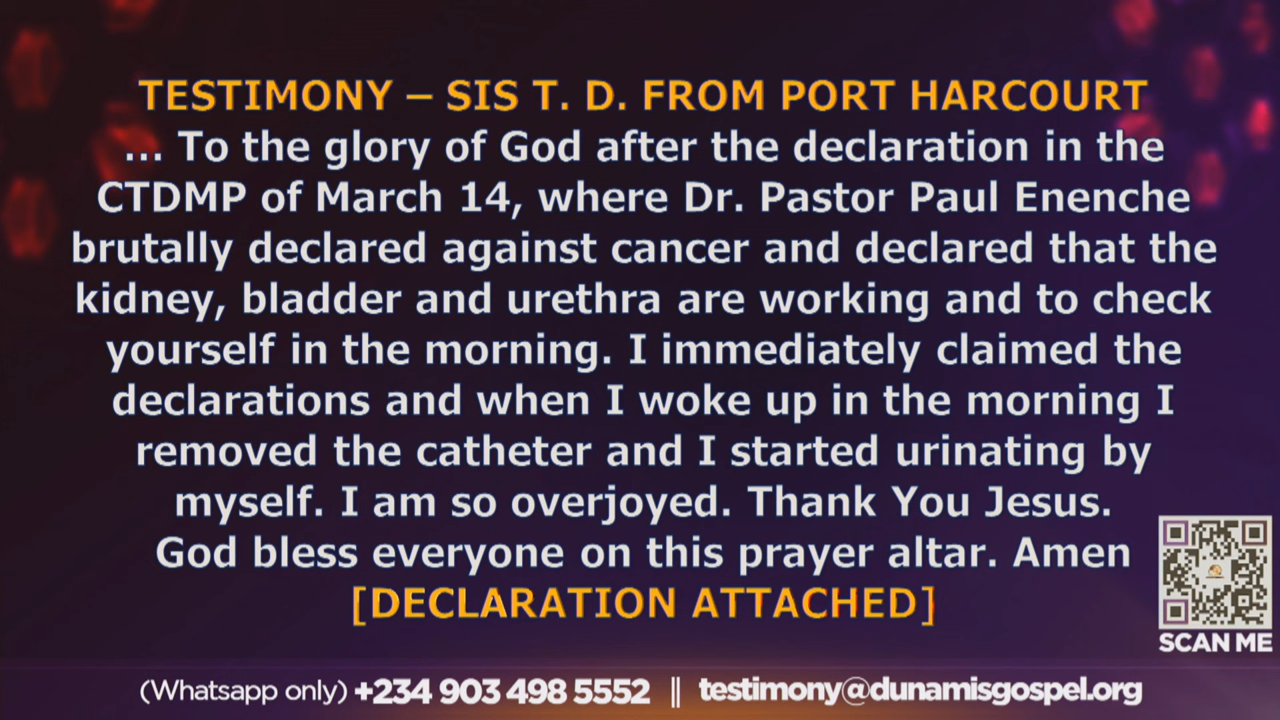 TESTIMONY – SIS T. D. FROM PORT HARCOURT
... To the glory of God after the declaration in the
CTDMP of March 14, where Dr. Pastor Paul Enenche
brutally declared against cancer and declared that the
kidney, bladder and urethra are working and to check
yourself in the morning. I immediately claimed the
declarations and when I woke up in the morning I
removed the catheter and I started urinating by
myself. I am so overjoyed. Thank You Jesus.
God bless everyone on this prayer altar. Amen
[DECLARATION ATTACHED]
SCAN ME
(Whatsapp only) +234 903 498 5552 || testimony@dunamisgospel.org